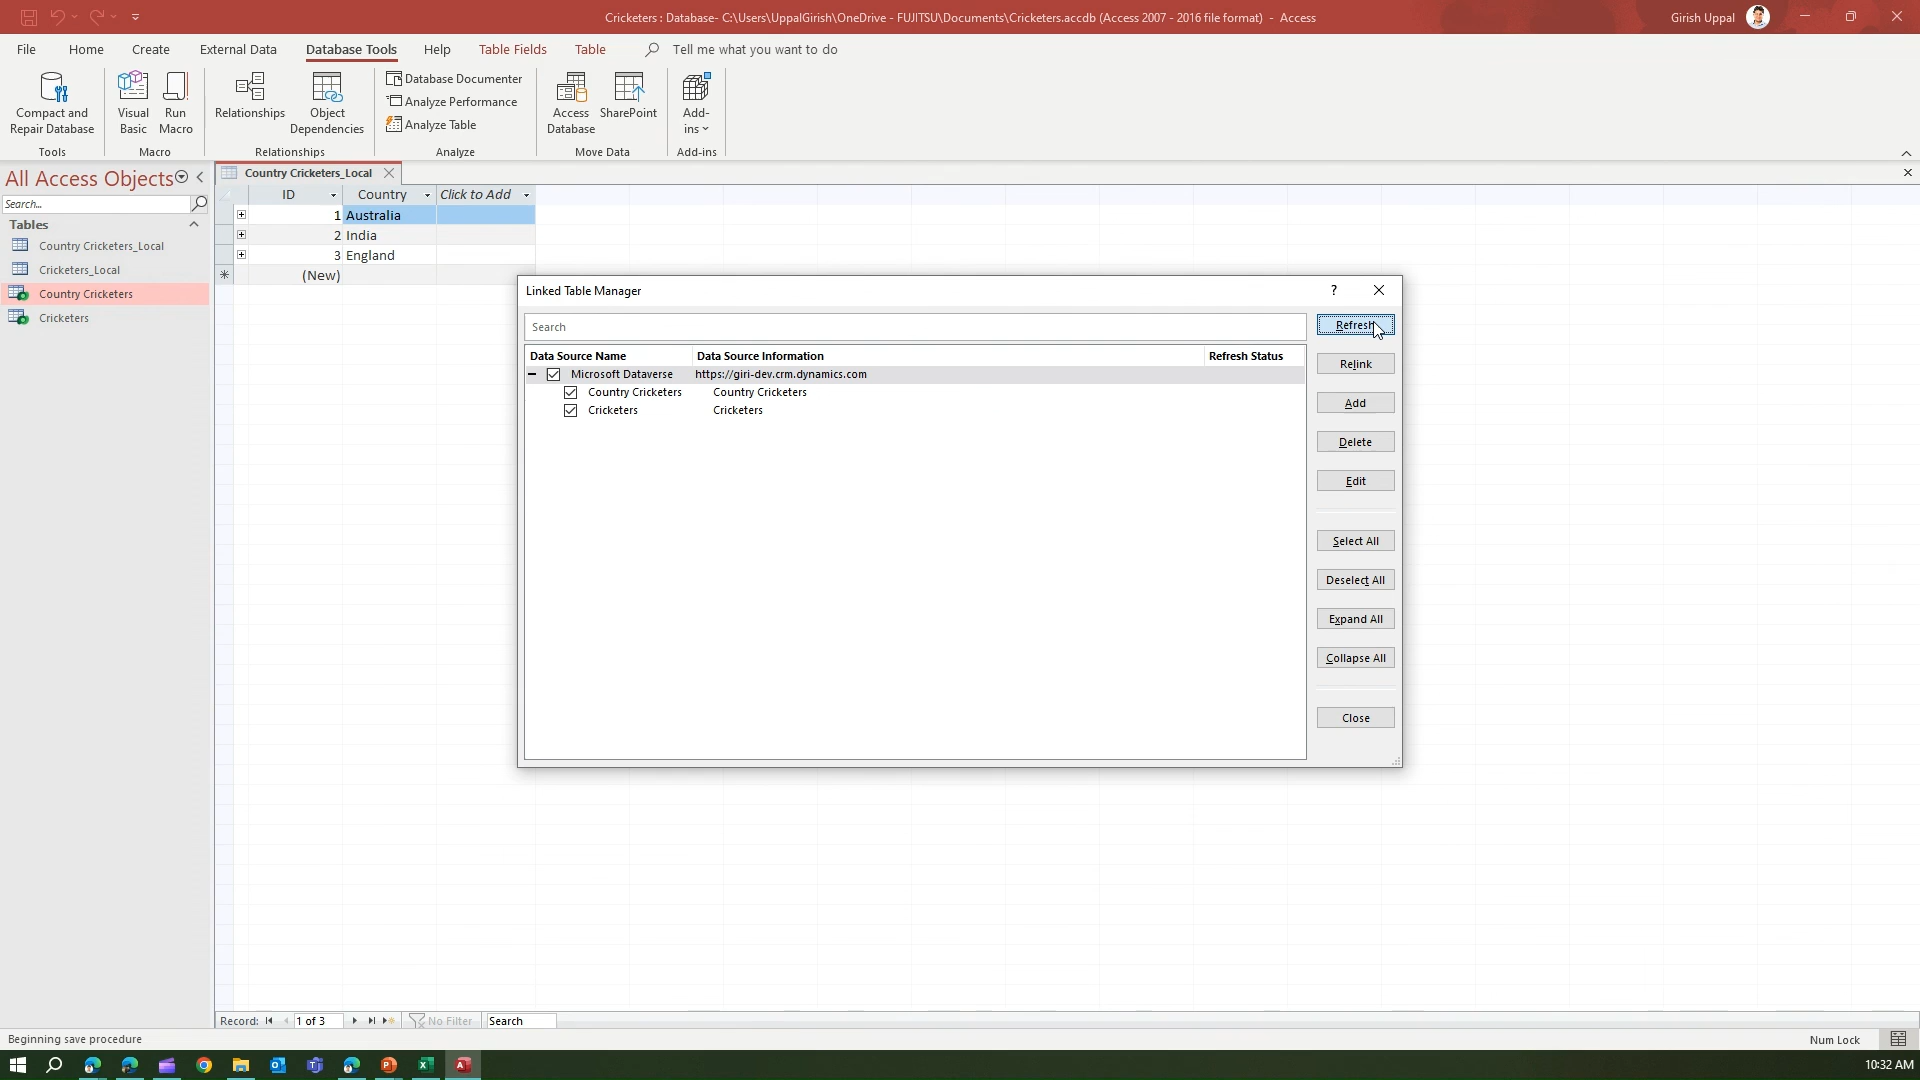 Cricketers : Database- C:\Users\UppalGirish\OneDrive - FUJITSU\Documents\Cricketers.accdb (Access 2007 - 2016 file format) - Access
Girish Uppal
File Home Create External Data Database Tools Help Table Fields Table Tell me what you want to do
Compact and
Repair Database
Tools
Visual
Basic
Run
Macro
Macro
Relationships
Object
Dependencies
Relationships
Database Documenter
Analyze Performance
Analyze Table
Analyze
Access
Database
SharePoint
Move Data
Add-
ins
Add-ins
All Access Objects
Search...
Tables
Country Cricketers_Local
Cricketers_Local
Country Cricketers
Cricketers
Country Cricketers_Local
ID Country Click to Add
1 Australia
2 India
3 England
(New)
Linked Table Manager
?
Search
Data Source Name Data Source Information Refresh Status
Microsoft Dataverse https://giri-dev.crm.dynamics.com
Country Cricketers Country Cricketers
Cricketers Cricketers
Refresh
Relink
Add
Delete
Edit
Select All
Deselect All
Expand All
Collapse All
Close
Record: 1 of 3 No Filter Search
Beginning save procedure
Num Lock
10:32 AM